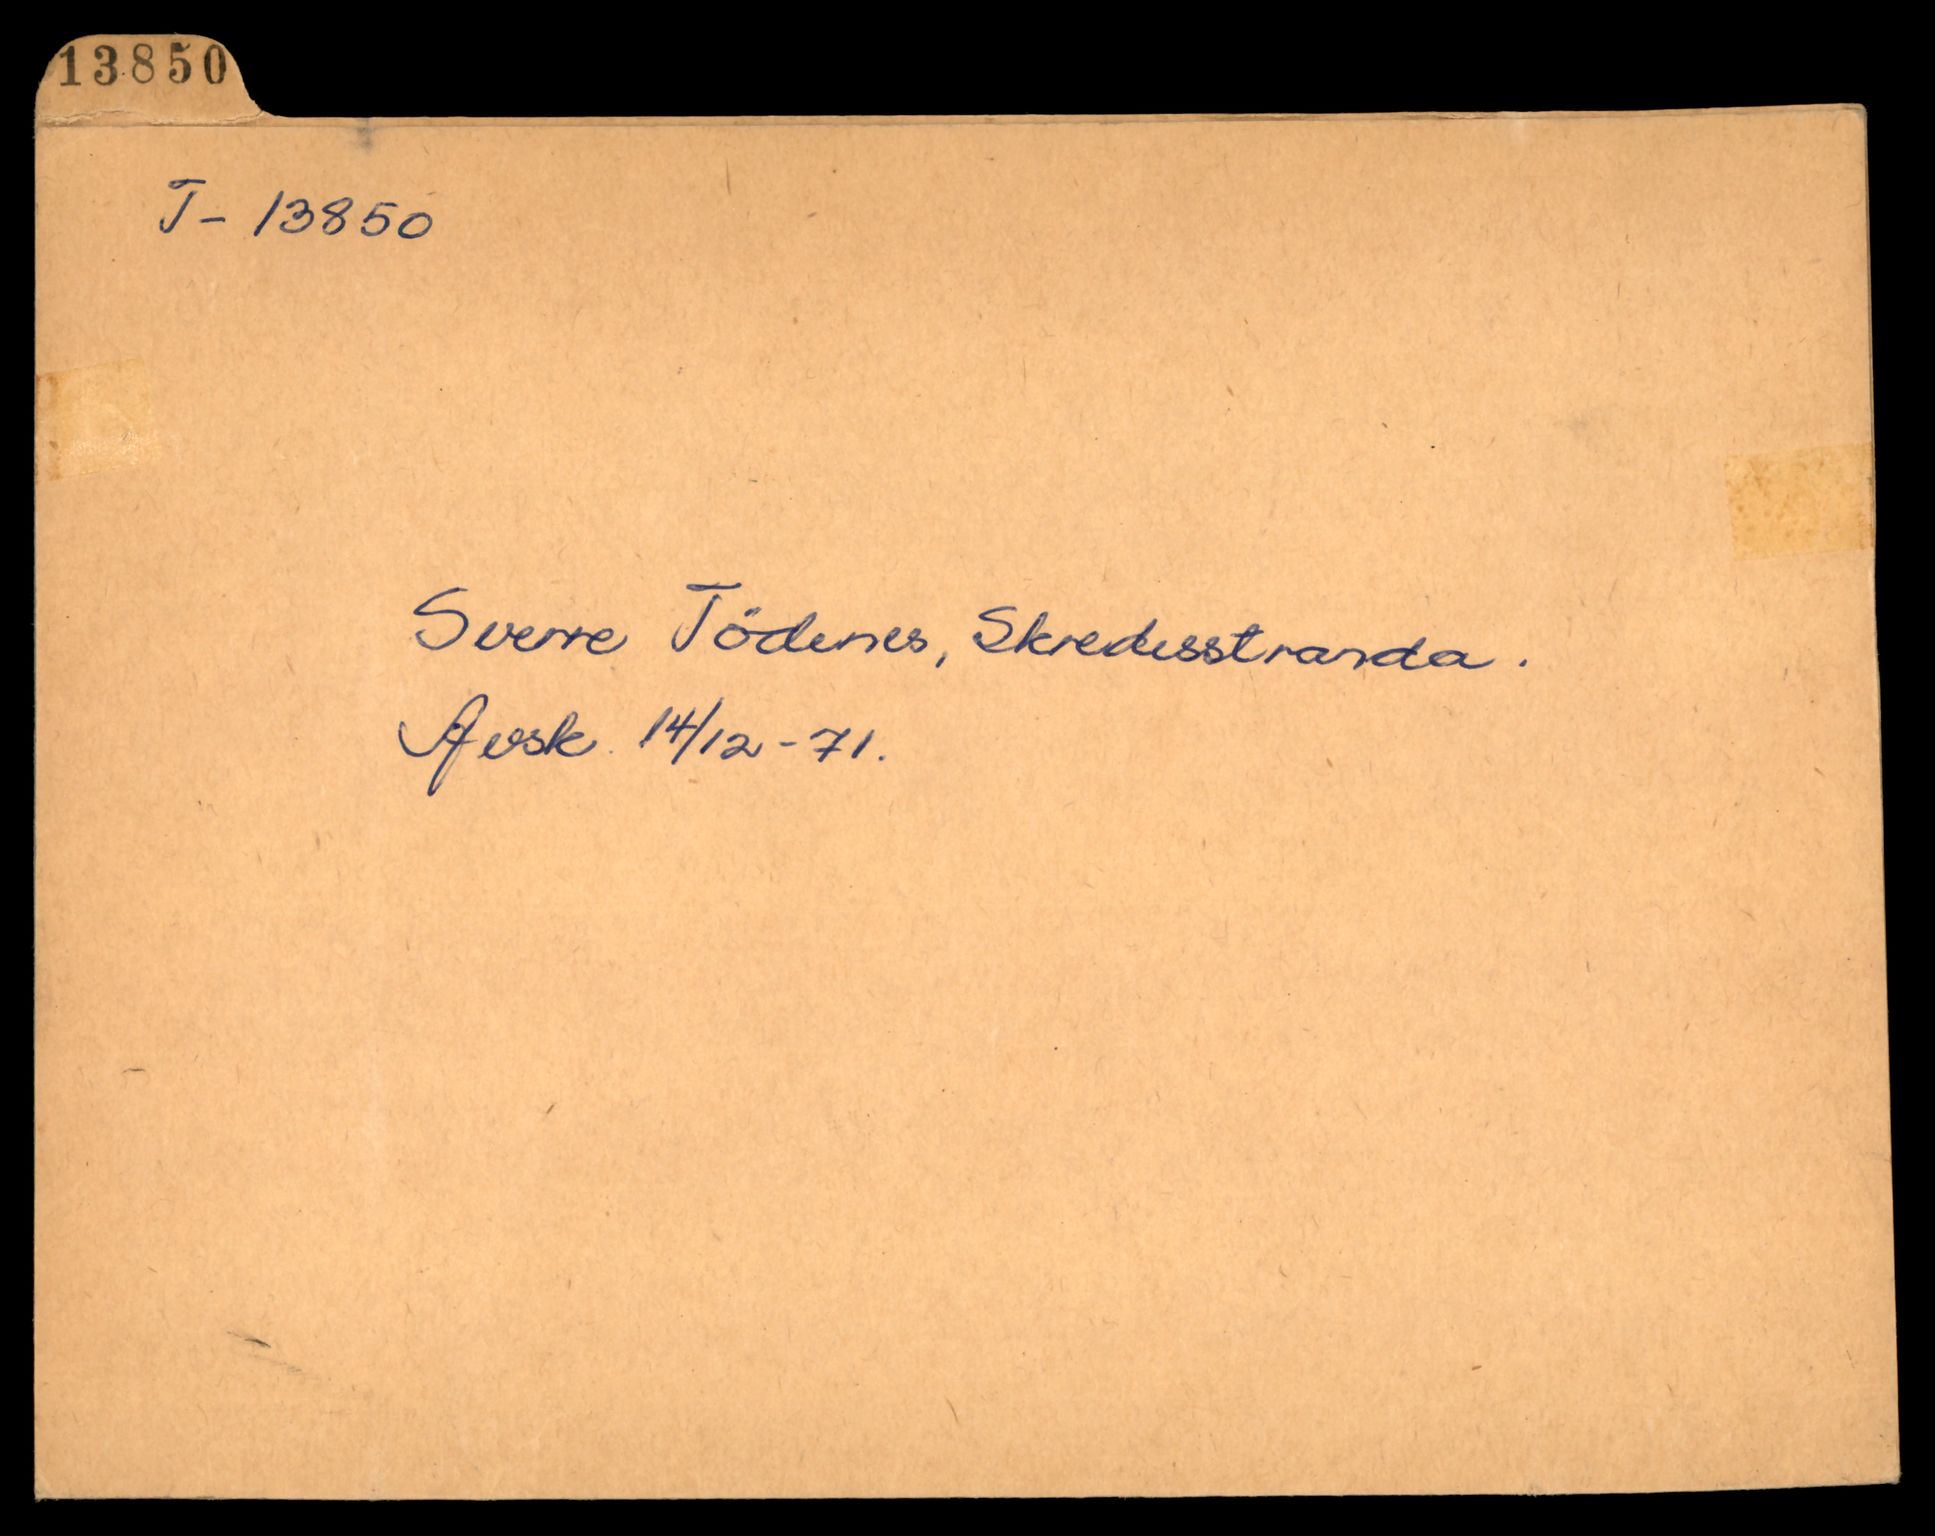 13850
T- 13850
Sverre Tödenes, Skredesstranda.
Avsk. 14/12-71.